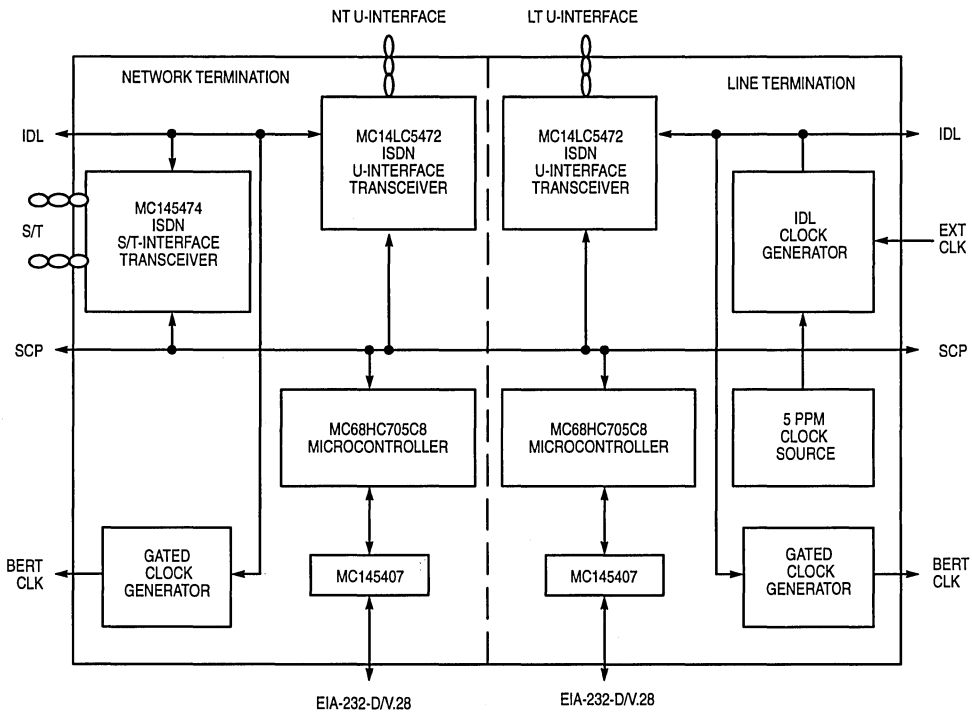 NT U-INTERFACE
LT U-INTERFACE
NETWORK TERMINATION
LINE TERMINATION
IDL
MC14LC5472
ISDN
U-INTERFACE
TRANSCEIVER
MC14LC5472
ISDN
U-INTERFACE
TRANSCEIVER
IDL
S/T
MC145474
ISDN
S/T-INTERFACE
TRANSCEIVER
IDL
CLOCK
GENERATOR
EXT
CLK
SCP
SCP
MC68HC705C8
MICROCONTROLLER
MC68HC705C8
MICROCONTROLLER
5 PPM
CLOCK
SOURCE
BERT
CLK
GATED
CLOCK
GENERATOR
MC145407
MC145407
GATED
CLOCK
GENERATOR
BERT
CLK
EIA-232-D/V.28
EIA-232-D/V.28